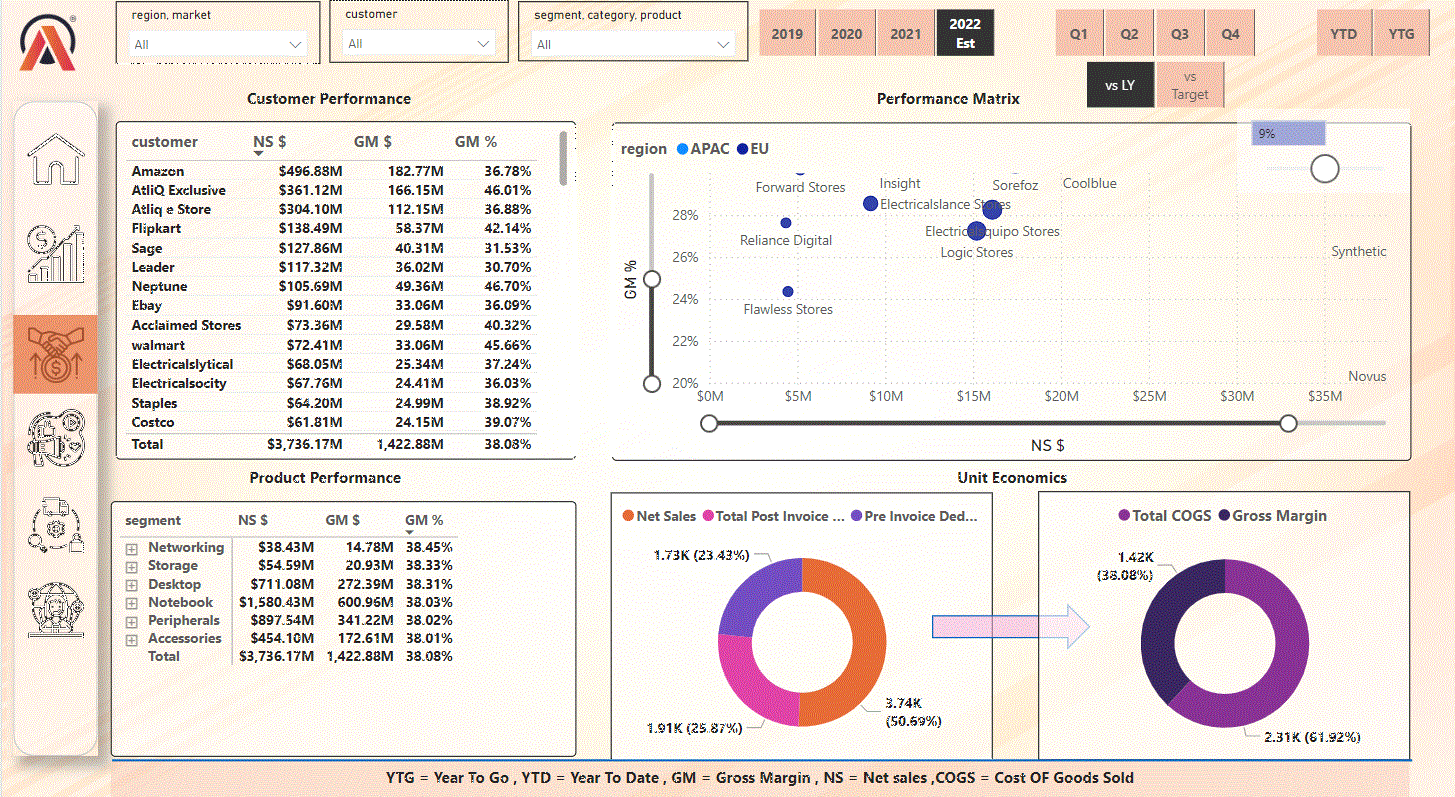 region, market
All
customer
All
segment, category, product
All
2019
2020
2021
2022
Est
Q1
Q2
Q3
Q4
YTD
YTG
vs LY
vs
Target
Customer Performance
customer NS $ GM $ GM %
Amazon $496.88M 182.77M 36.78%
AtliQ Exclusive $361.12M 166.15M 46.01%
Atliq e Store $304.10M 112.15M 36.88%
Flipkart $138.49M 58.37M 42.14%
Sage $127.86M 40.31M 31.53%
Leader $117.32M 36.02M 30.70%
Neptune $105.69M 49.36M 46.70%
Ebay $91.60M 33.06M 36.09%
Acclaimed Stores $73.36M 29.58M 40.32%
walmart $72.41M 33.06M 45.66%
Electricalslytical $68.05M 25.34M 37.24%
Electricalsocity $67.76M 24.41M 36.03%
Staples $64.20M 24.99M 38.92%
Costco $61.81M 24.15M 39.07%
Total $3,736.17M 1,422.88M 38.08%
Performance Matrix
region APAC EU
9%
Forward Stores
Insight
Sorefoz
Coolblue
Electricalslance Stores
Reliance Digital
Electricalsquipo Stores
Logic Stores
Synthetic
Flawless Stores
Novus
GM %
28%
26%
24%
22%
20%
$0M $5M $10M $15M $20M $25M $30M $35M
NS $
Product Performance
segment NS $ GM $ GM %
Networking $38.43M 14.78M 38.45%
Storage $54.59M 20.93M 38.33%
Desktop $711.08M 272.39M 38.31%
Notebook $1,580.43M 600.96M 38.03%
Peripherals $897.54M 341.22M 38.02%
Accessories $454.10M 172.61M 38.01%
Total $3,736.17M 1,422.88M 38.08%
Unit Economics
Net Sales Total Post Invoice ... Pre Invoice Ded...
1.73K (23.43%)
3.74K
(50.69%)
1.91K (25.87%)
Total COGS Gross Margin
1.42K
(38.08%)
2.31K (61.92%)
YTG = Year To Go , YTD = Year To Date , GM = Gross Margin , NS = Net sales ,COGS = Cost OF Goods Sold